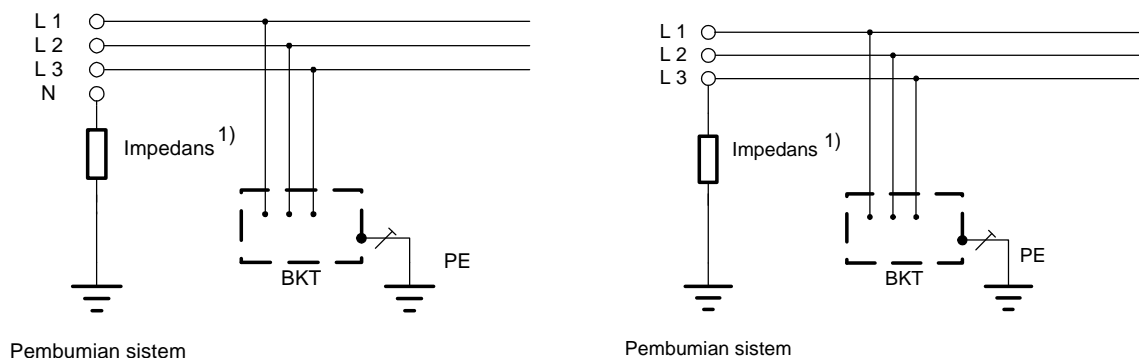 L 1
L 2
L 3
N
Impedans 1)
BKT
PE
Pembumian sistem
L 1
L 2
L 3
Impedans 1)
BKT
PE
Pembumian sistem